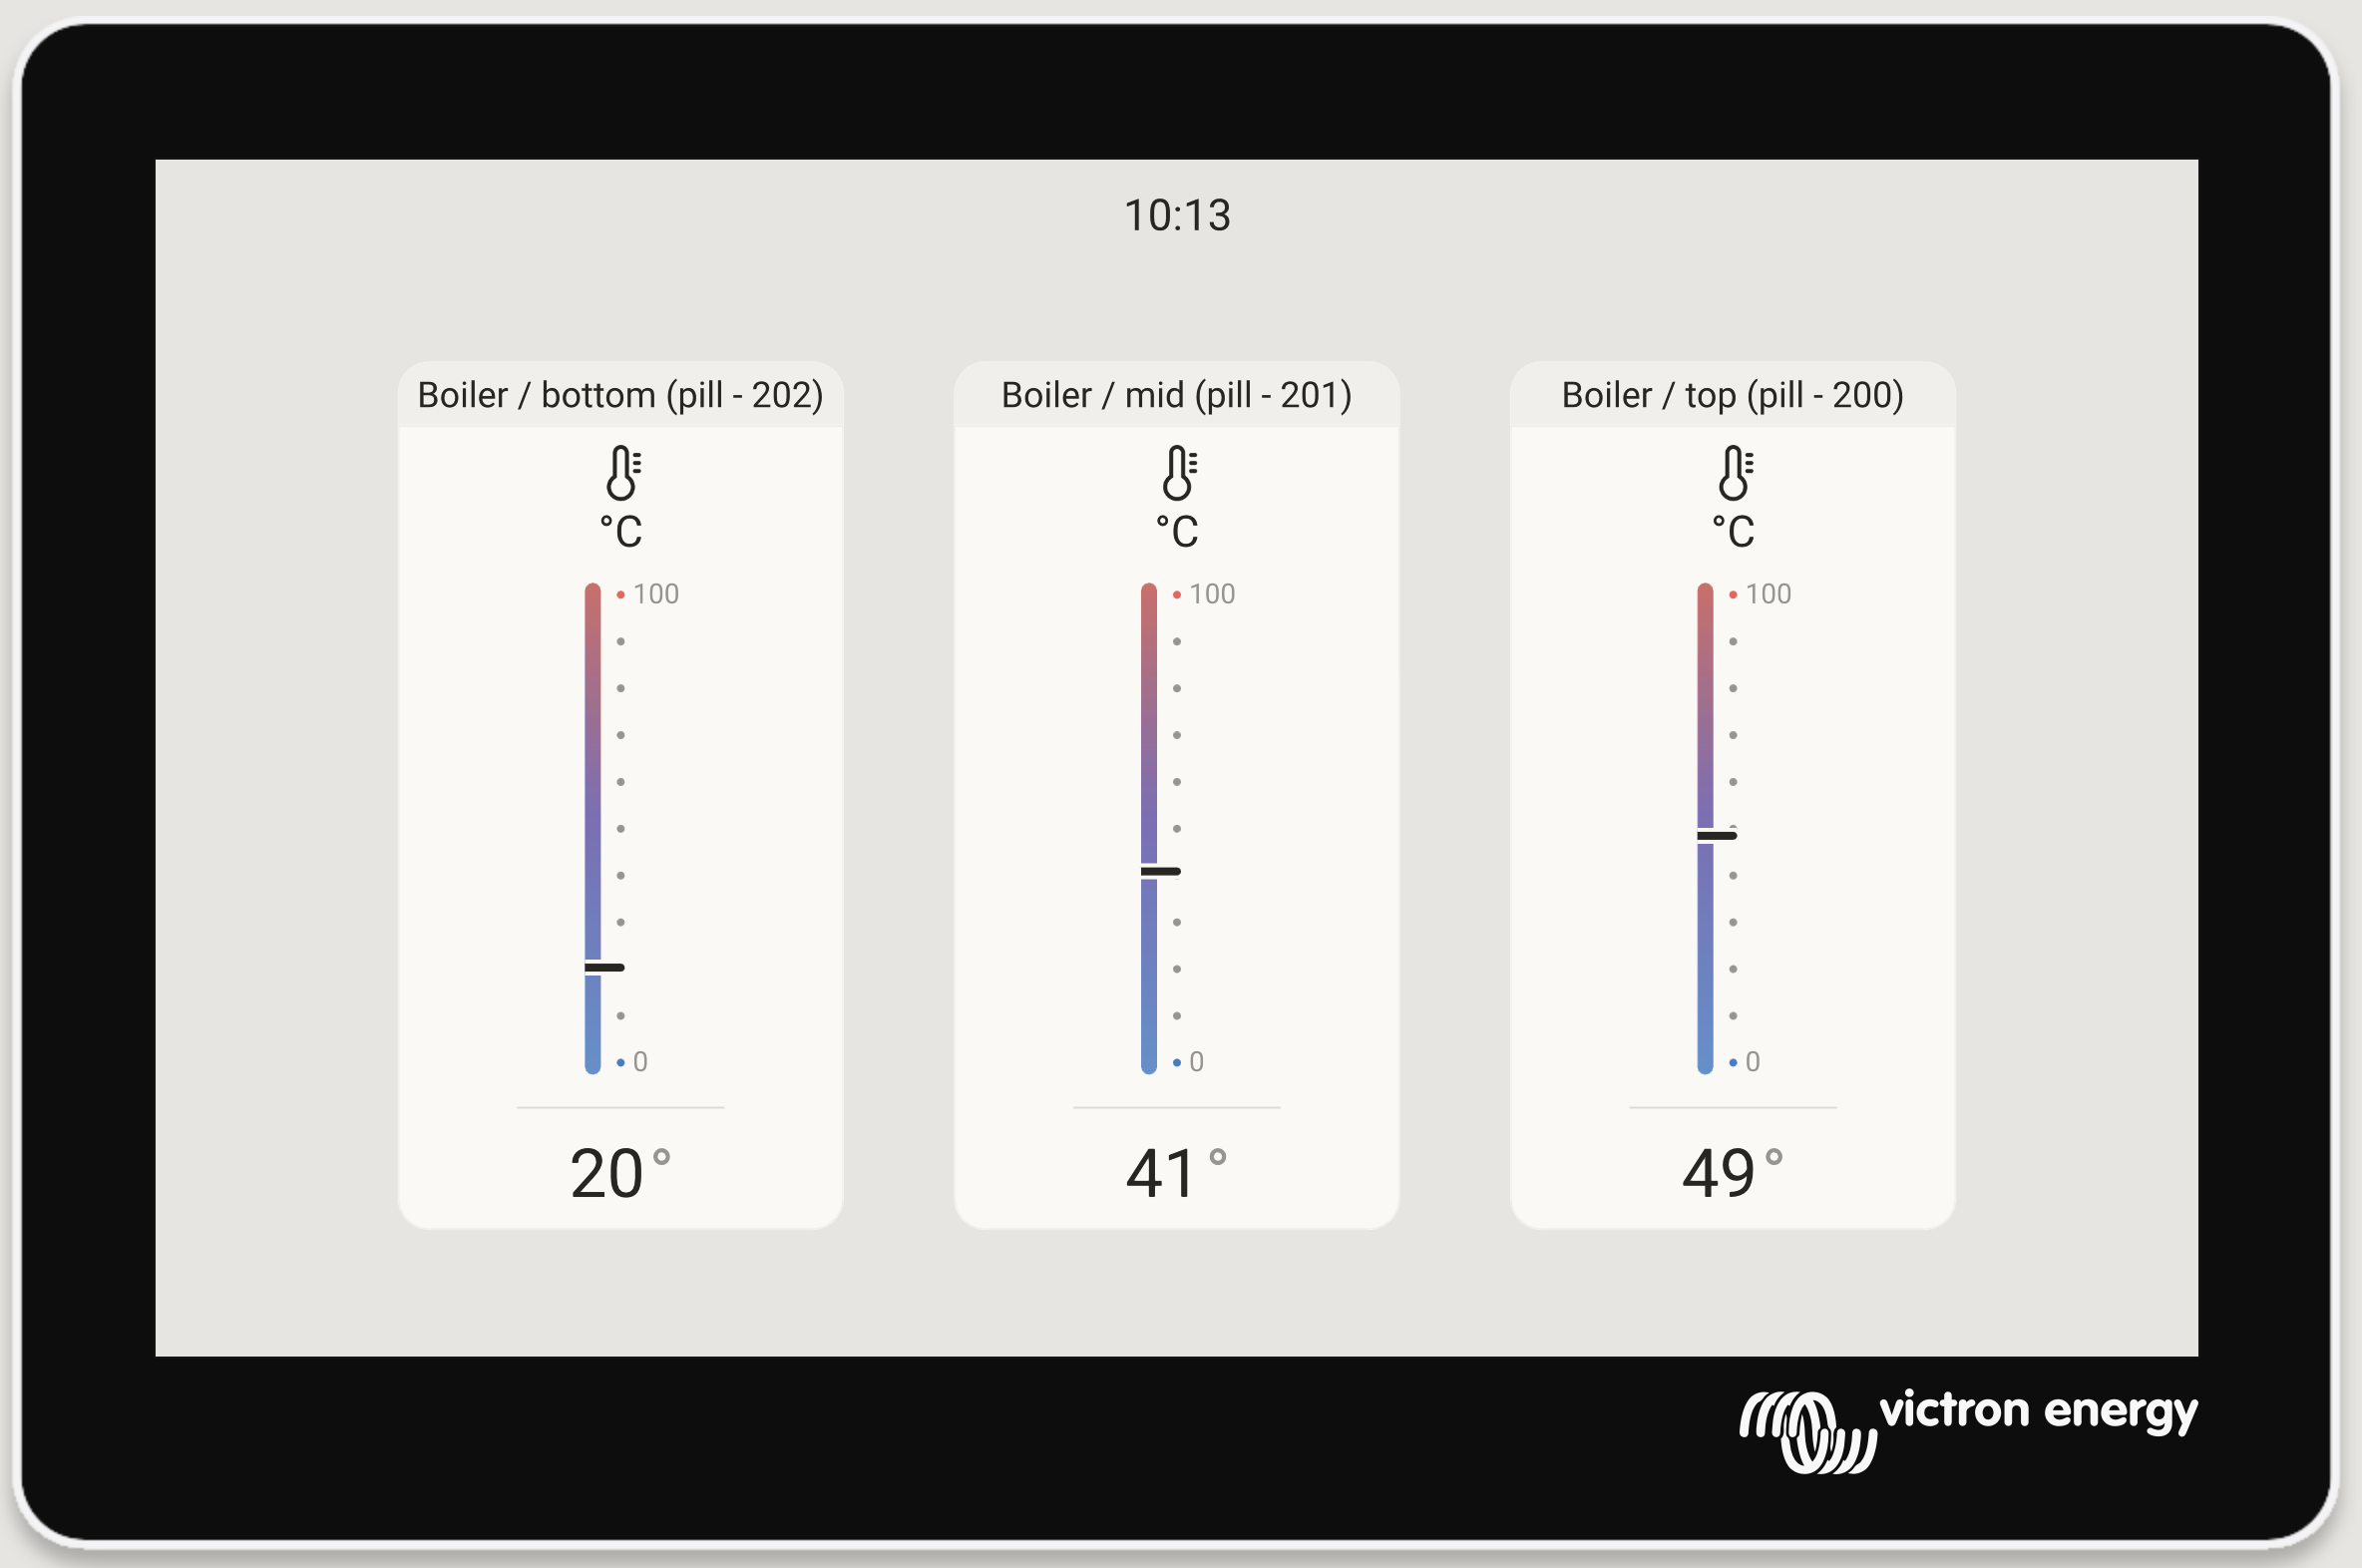 10:13
Boiler / bottom (pill - 202)
°C
100
0
20°
Boiler / mid (pill - 201)
°C
100
0
41°
Boiler / top (pill - 200)
°C
100
0
49°
victron energy